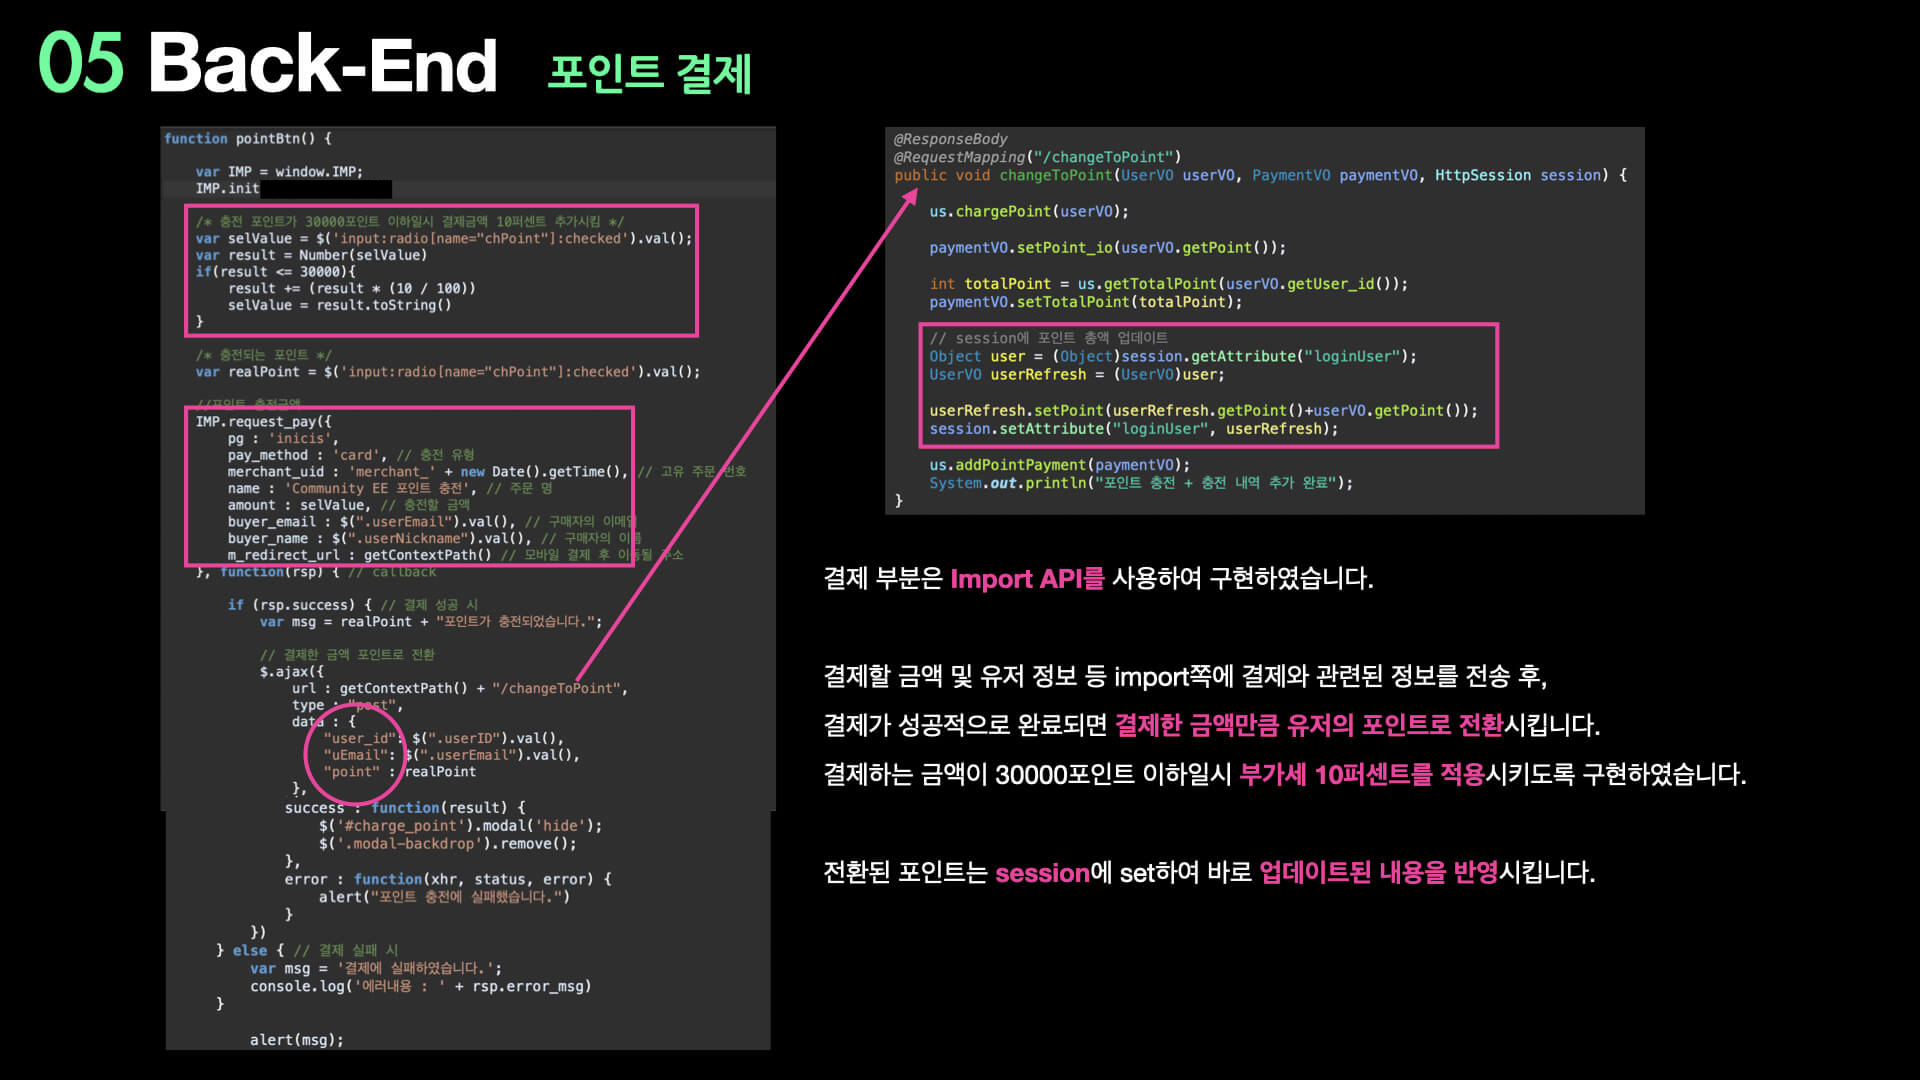 05 Back-End 포인트 결제
function pointBtn() {
var IMP = window.IMP;
IMP.init
/* 충전 포인트가 30000포인트 이하일시 결제금액 10퍼센트 추가시킴 */
var selValue = $('input:radio[name="chPoint"]:checked').val();
var result = Number(selValue)
if(result <= 30000){
result += (result * (10 / 100))
selValue = result.toString()
}
/* 충전되는 포인트 */
var realPoint = $('input:radio[name="chPoint"]:checked').val();
//포인트 충전금액
IMP.request_pay({
pg : 'inicis',
pay_method : 'card', // 충전 유형
merchant_uid : 'merchant_' + new Date().getTime(), // 고유 주문 번호
name : 'Community EE 포인트 충전', // 주문 명
amount : selValue, // 충전할 금액
buyer_email : $(".userEmail").val(), // 구매자의 이메일
buyer_name : $(".userNickname").val(), // 구매자의 이름
m_redirect_url : getContextPath() // 모바일 결제 후 이동될 주소
}, function(rsp) { // callback
if (rsp.success) { // 결제 성공 시
var msg = realPoint + "포인트가 충전되었습니다.";
// 결제한 금액 포인트로 전환
$.ajax({
url : getContextPath() + "/changeToPoint",
type : "post",
data : {
"user_id": $(".userID").val(),
"uEmail": $(".userEmail").val(),
"point" : realPoint
},
success : function(result) {
$('#charge_point').modal('hide');
$('.modal-backdrop').remove();
},
error : function(xhr, status, error) {
alert("포인트 충전에 실패했습니다.")
}
})
} else { // 결제 실패 시
var msg = '결제에 실패하였습니다.';
console.log('에러내용 : ' + rsp.error_msg)
}
alert(msg);
@ResponseBody
@RequestMapping("/changeToPoint")
public void changeToPoint(UserVO userVO, PaymentVO paymentVO, HttpSession session) {
us.chargePoint(userVO);
paymentVO.setPoint_io(userVO.getPoint());
int totalPoint = us.getTotalPoint(userVO.getUser_id());
paymentVO.setTotalPoint(totalPoint);
// session에 포인트 총액 업데이트
Object user = (Object)session.getAttribute("loginUser");
UserVO userRefresh = (UserVO)user;
userRefresh.setPoint(userRefresh.getPoint()+userVO.getPoint());
session.setAttribute("loginUser", userRefresh);
us.addPointPayment(paymentVO);
System.out.println("포인트 충전 + 충전 내역 추가 완료");
}
결제 부분은 Import API를 사용하여 구현하였습니다.
결제할 금액 및 유저 정보 등 import쪽에 결제와 관련된 정보를 전송 후,
결제가 성공적으로 완료되면 결제한 금액만큼 유저의 포인트로 전환시킵니다.
결제하는 금액이 30000포인트 이하일시 부가세 10퍼센트를 적용시키도록 구현하였습니다.
전환된 포인트는 session에 set하여 바로 업데이트된 내용을 반영시킵니다.